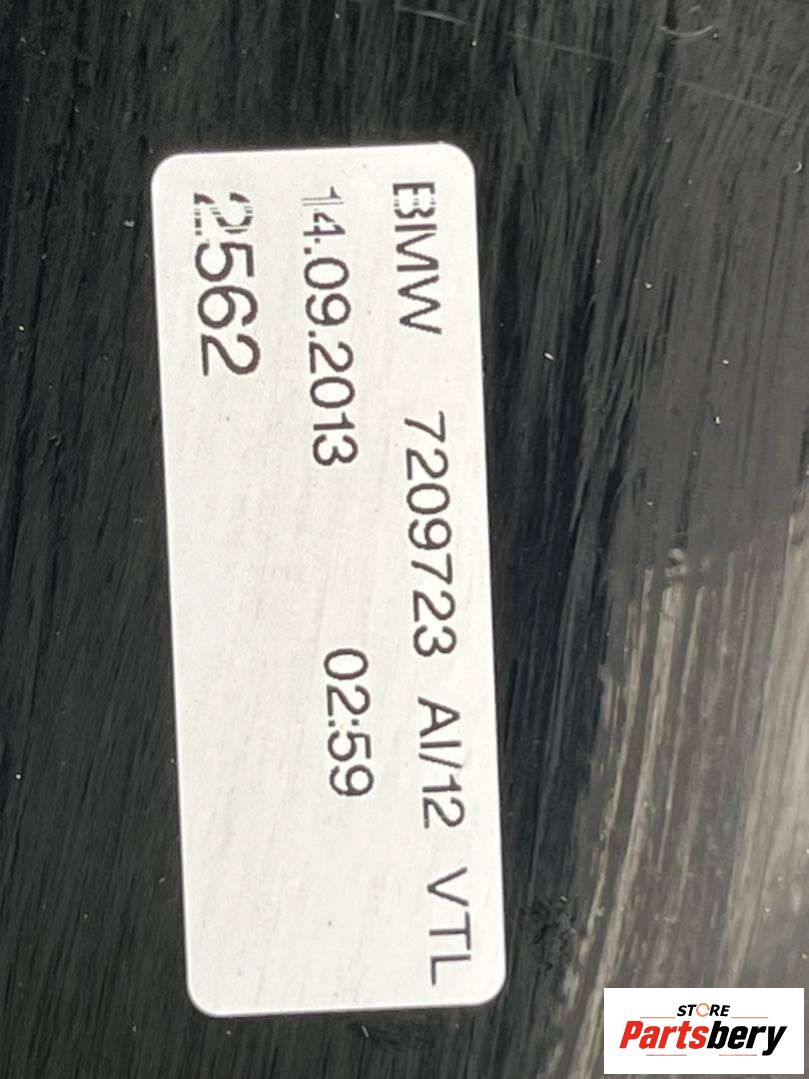 BMW 7209723 AI/12 VTL
14.09.2013 02:59
2562
STORE
Partsbery